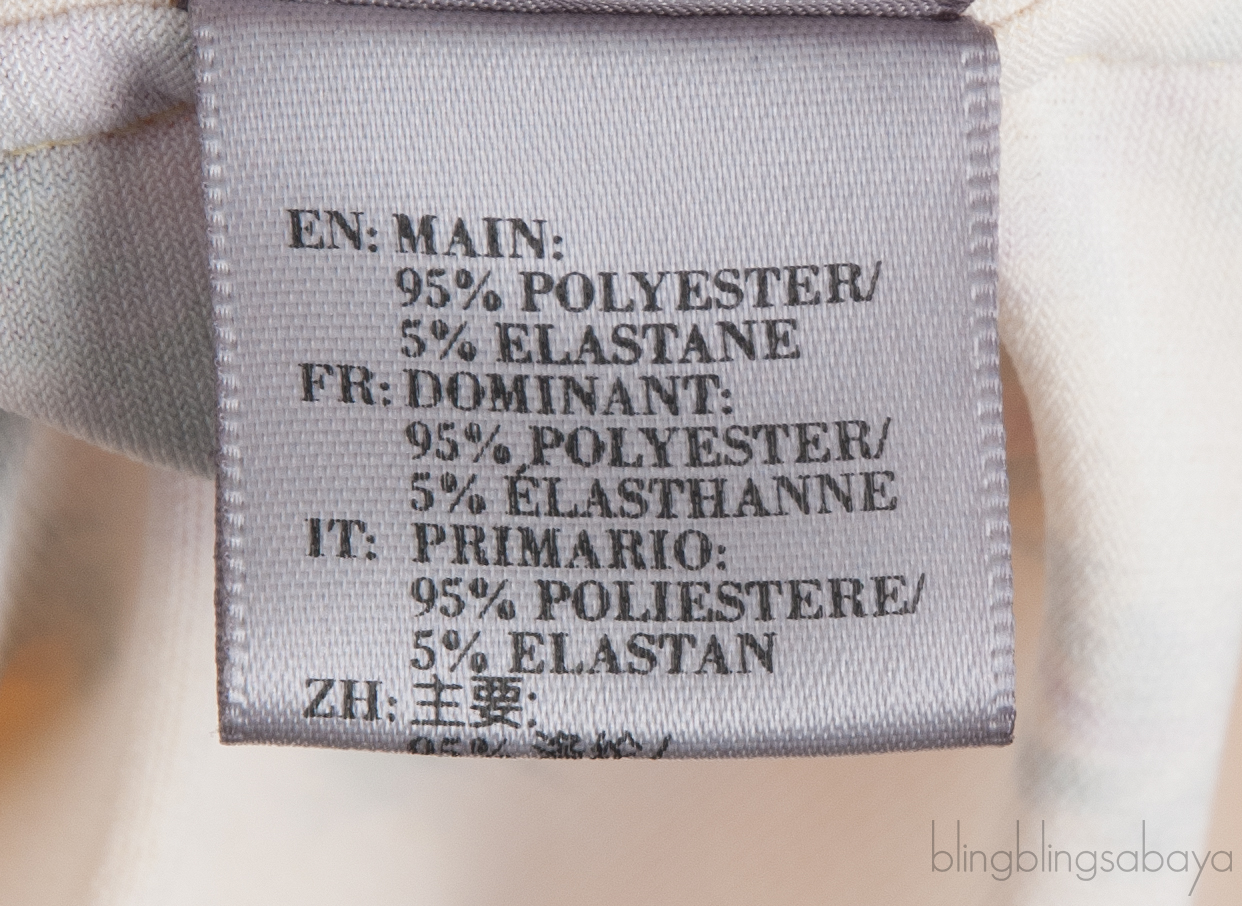 EN: MAIN:
95% POLYESTER/
5% ELASTANE
FR: DOMINANT:
95% POLYESTER/
5% ÉLASTHANNE
IT: PRIMARIO:
95% POLIESTERE/
5% ELASTAN
ZH: 主要:
95%
blingblingsabaya